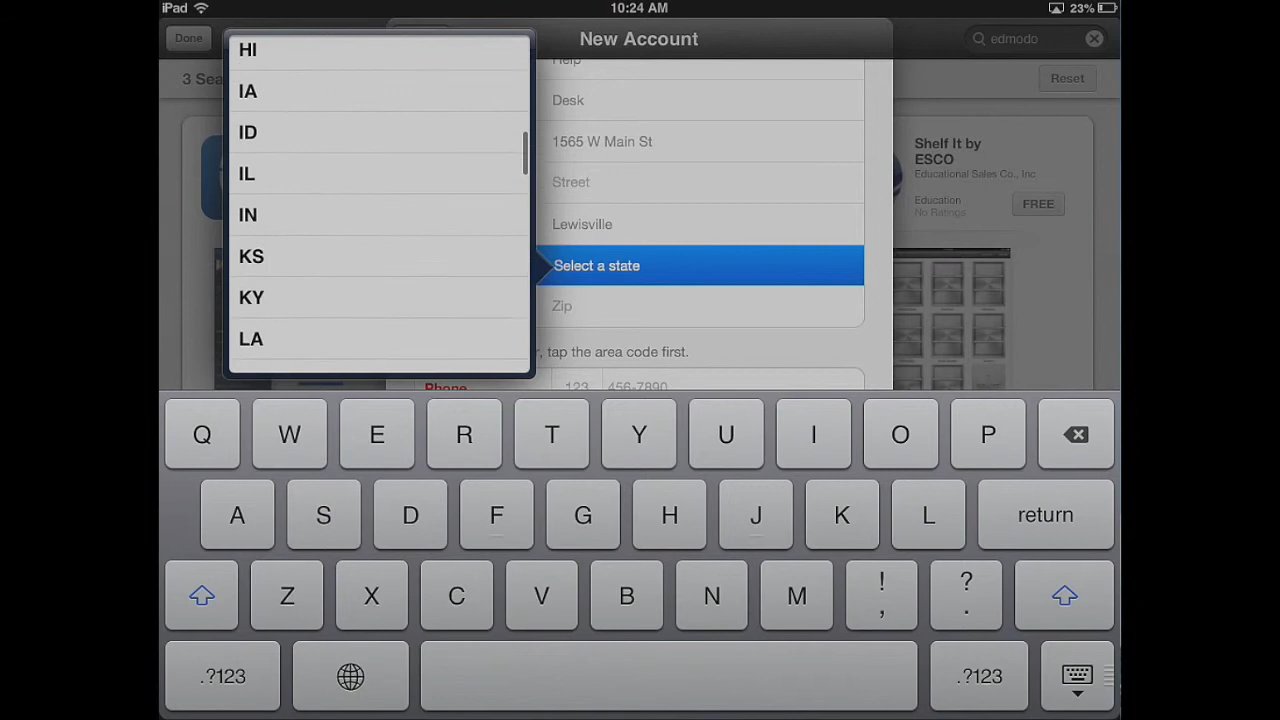 iPad
10:24 AM
23%
Done
New Account
edmodo
3 Sea
Reset
HI
IA
ID
IL
IN
KS
KY
LA
Help
Desk
1565 W Main St
Street
Lewisville
Select a state
Zip
r, tap the area code first.
Phone
123
456-7890
Shelf It by
ESCO
Educational Sales Co., Inc
Education
No Ratings
FREE
Q W E R T Y U I O P
A S D F G H J K L return
Z X C V B N M ! , ? .
.?123
.?123